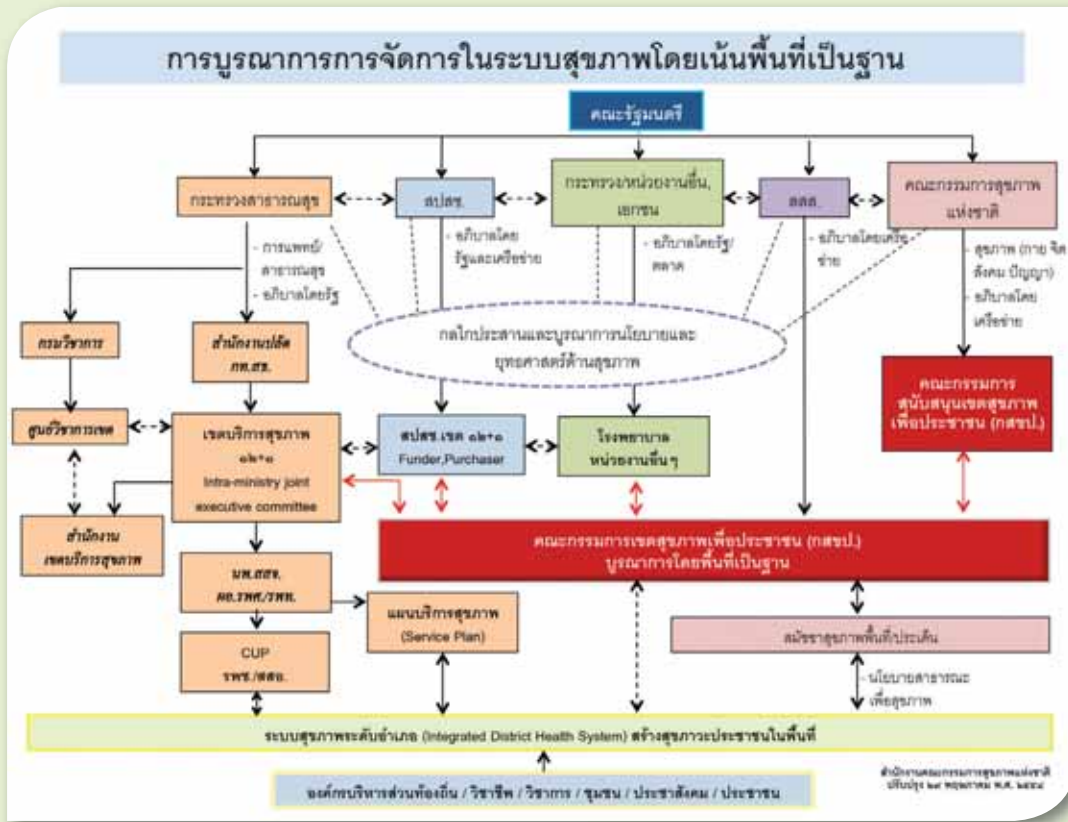 การบูรณาการการจัดการในระบบสุขภาพโดยเน้นพื้นที่เป็นฐาน
คณะรัฐมนตรี
กระทรวงสาธารณสุข
สปสช.
กระทรวง/หน่วยงานอื่น,
เอกชน
สสส.
คณะกรรมการสุขภาพ
แห่งชาติ
- การแพทย์/
สาธารณสุข
- อภิบาลโดยรัฐ
- อภิบาลโดย
รัฐและเครือข่าย
- อภิบาลโดยรัฐ/
ตลาด
- อภิบาลโดยเครือ
ข่าย
- สุขภาพ (กาย จิต
สังคม ปัญญา)
- อภิบาลโดย
เครือข่าย
กลไกประสานและบูรณาการนโยบายและ
ยุทธศาสตร์ด้านสุขภาพ
กรมวิชาการ
สำนักงานปลัด
กท.สธ.
คณะกรรมการ
สนับสนุนเขตสุขภาพ
เพื่อประชาชน (กสขป.)
ศูนย์วิชาการเขต
เขตบริการสุขภาพ
๑๒+๑
Intra-ministry joint
executive committee
สปสช.เขต ๑๒+๑
Funder,Purchaser
โรงพยาบาล
หน่วยงานอื่นๆ
สำนักงาน
เขตบริการสุขภาพ
คณะกรรมการเขตสุขภาพเพื่อประชาชน (กสขป.)
บูรณาการโดยพื้นที่เป็นฐาน
นพ.สสจ.
ผอ.รพศ./รพท.
แผนบริการสุขภาพ
(Service Plan)
สมัชชาสุขภาพพื้นที่/ประเด็น
CUP
รพช./สสอ.
- นโยบายสาธารณะ
เพื่อสุขภาพ
ระบบสุขภาพระดับอำเภอ (Integrated District Health System) สร้างสุขภาวะประชาชนในพื้นที่
องค์กรบริหารส่วนท้องถิ่น / วิชาชีพ / วิชาการ / ชุมชน / ประชาสังคม / ประชาชน
สำนักงานคณะกรรมการสุขภาพแห่งชาติ
ปรับปรุง พฤษภาคม พ.ศ.